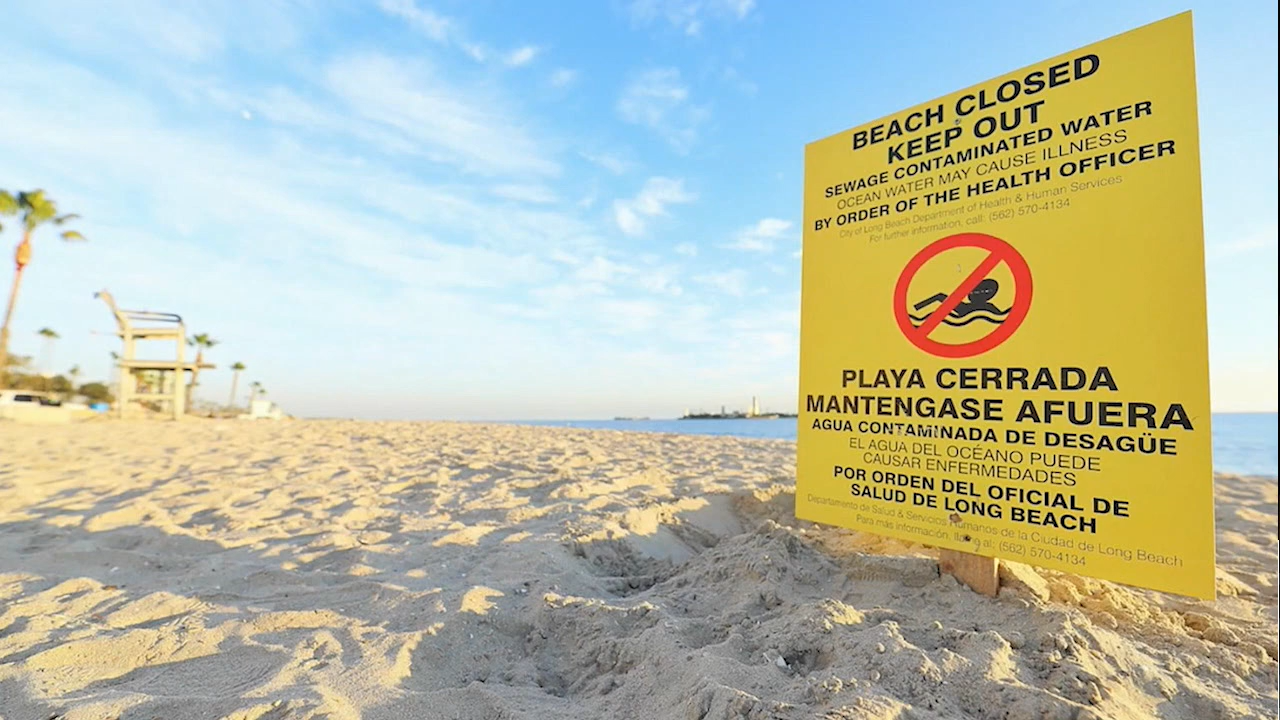 BEACH CLOSED
KEEP OUT
SEWAGE CONTAMINATED WATER
OCEAN WATER MAY CAUSE ILLNESS
BY ORDER OF THE HEALTH OFFICER
City of Long Beach Department of Health & Human Services
For further information, call: (562) 570-4134
PLAYA CERRADA
MANTENGASE AFUERA
AGUA CONTAMINADA DE DESAGÜE
EL AGUA DEL OCÉANO PUEDE
CAUSAR ENFERMEDADES
POR ORDEN DEL OFICIAL DE
SALUD DE LONG BEACH
Departamento de Salud & Servicios Humanos de la Ciudad de Long Beach
Para más información, al: (562) 570-4134